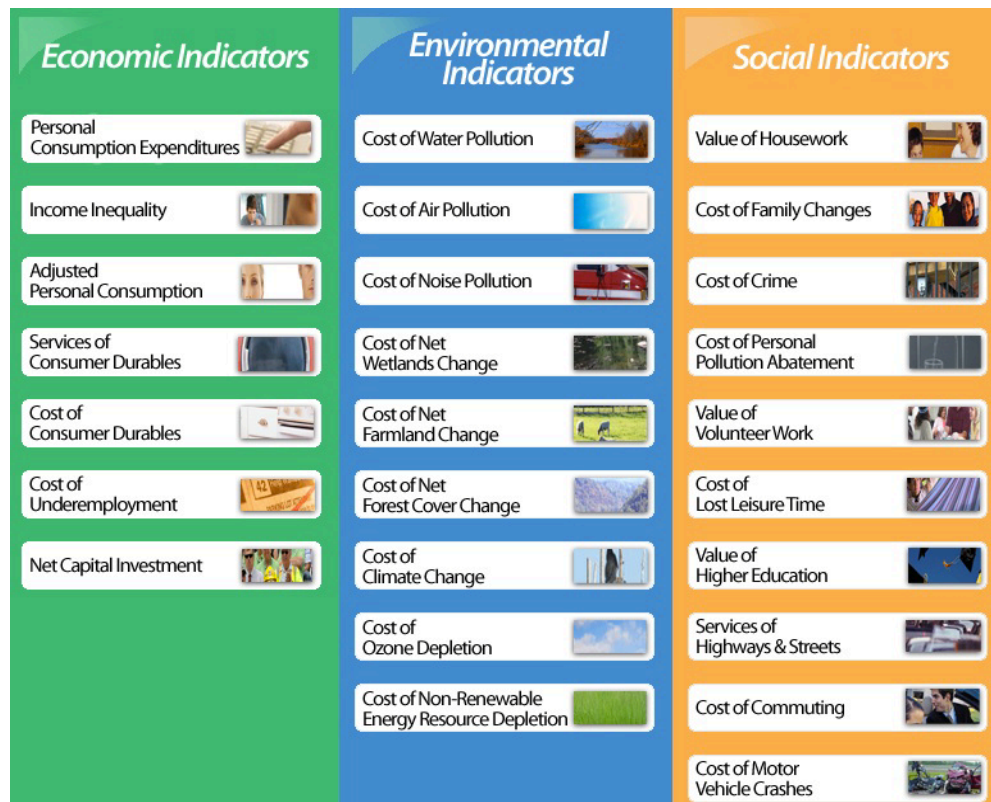 Economic Indicators
Personal
Consumption Expenditures
Income Inequality
Adjusted
Personal Consumption
Services of
Consumer Durables
Cost of
Consumer Durables
Cost of
Underemployment
42
Net Capital Investment
Environmental
Indicators
Cost of Water Pollution
Cost of Air Pollution
Cost of Noise Pollution
Cost of Net
Wetlands Change
Cost of Net
Farmland Change
Cost of Net
Forest Cover Change
Cost of
Climate Change
Cost of
Ozone Depletion
Cost of Non-Renewable
Energy Resource Depletion
Social Indicators
Value of Housework
Cost of Family Changes
Cost of Crime
Cost of Personal
Pollution Abatement
Value of
Volunteer Work
Cost of
Lost Leisure Time
Value of
Higher Education
Services of
Highways & Streets
Cost of Commuting
Cost of Motor
Vehicle Crashes